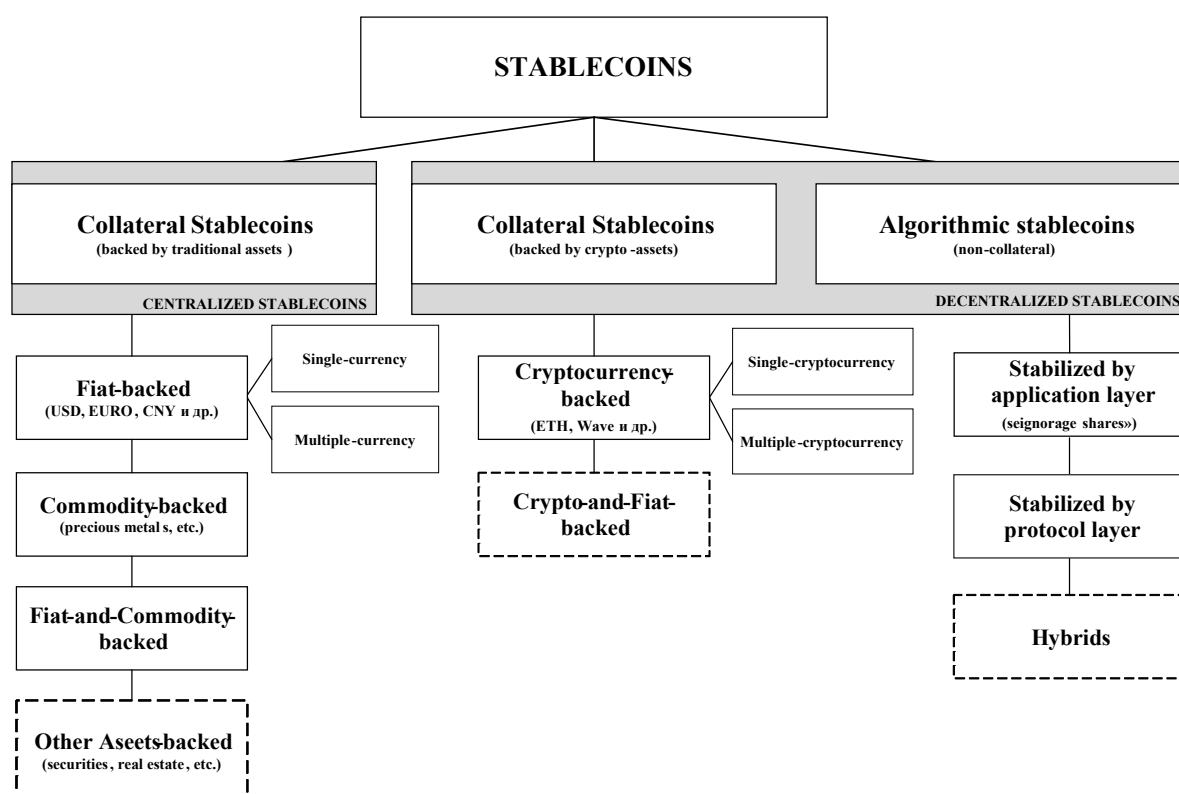 STABLECOINS
Collateral Stablecoins
(backed by traditional assets )
CENTRALIZED STABLECOINS
Collateral Stablecoins
(backed by crypto -assets)
Algorithmic stablecoins
(non-collateral)
DECENTRALIZED STABLECOINS
Fiat-backed
(USD, EURO, CNY и др.)
Single-currency
Multiple-currency
Commodity-backed
(precious metal s, etc.)
Fiat-and-Commodity-
backed
Other Aseets-backed
(securities, real estate, etc.)
Cryptocurrency-
backed
(ETH, Wave и др.)
Single-cryptocurrency
Multiple-cryptocurrency
Crypto-and-Fiat-
backed
Stabilized by
application layer
(seignorage shares»)
Stabilized by
protocol layer
Hybrids